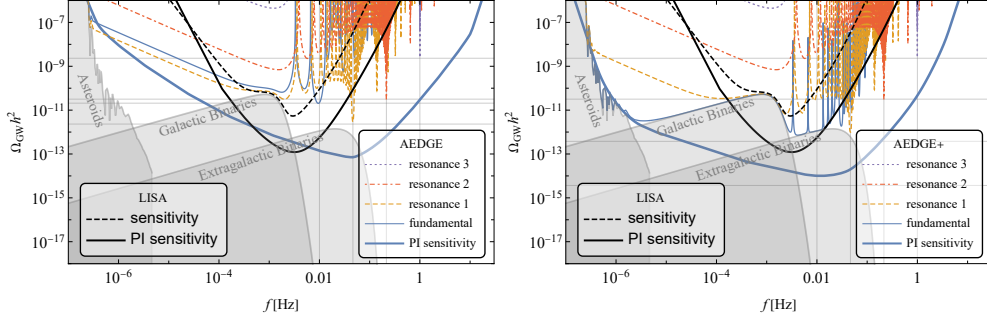 10⁻⁷
10⁻⁹
10⁻¹¹
10⁻¹³
10⁻¹⁵
10⁻¹⁷
Ω_GW h²
Asteroids
Galactic Binaries
Extragalactic Binaries
LISA
sensitivity
PI sensitivity
AEDGE
resonance 3
resonance 2
resonance 1
fundamental
PI sensitivity
10⁻⁶
10⁻⁴
0.01
1
f [Hz]
10⁻⁷
10⁻⁹
10⁻¹¹
10⁻¹³
10⁻¹⁵
10⁻¹⁷
Ω_GW h²
Asteroids
Galactic Binaries
Extragalactic Binaries
LISA
sensitivity
PI sensitivity
AEDGE+
resonance 3
resonance 2
resonance 1
fundamental
PI sensitivity
10⁻⁶
10⁻⁴
0.01
1
f [Hz]